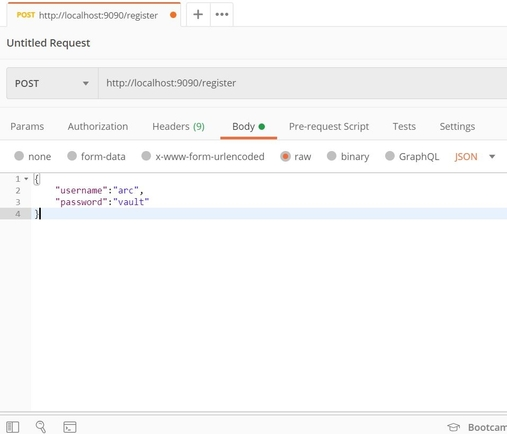 POST http://localhost:9090/register
Untitled Request
POST http://localhost:9090/register
Params Authorization Headers (9) Body Pre-request Script Tests Settings
none form-data x-www-form-urlencoded raw binary GraphQL JSON
1 {
2 "username":"arc",
3 "password":"vault"
4 }
Bootcam